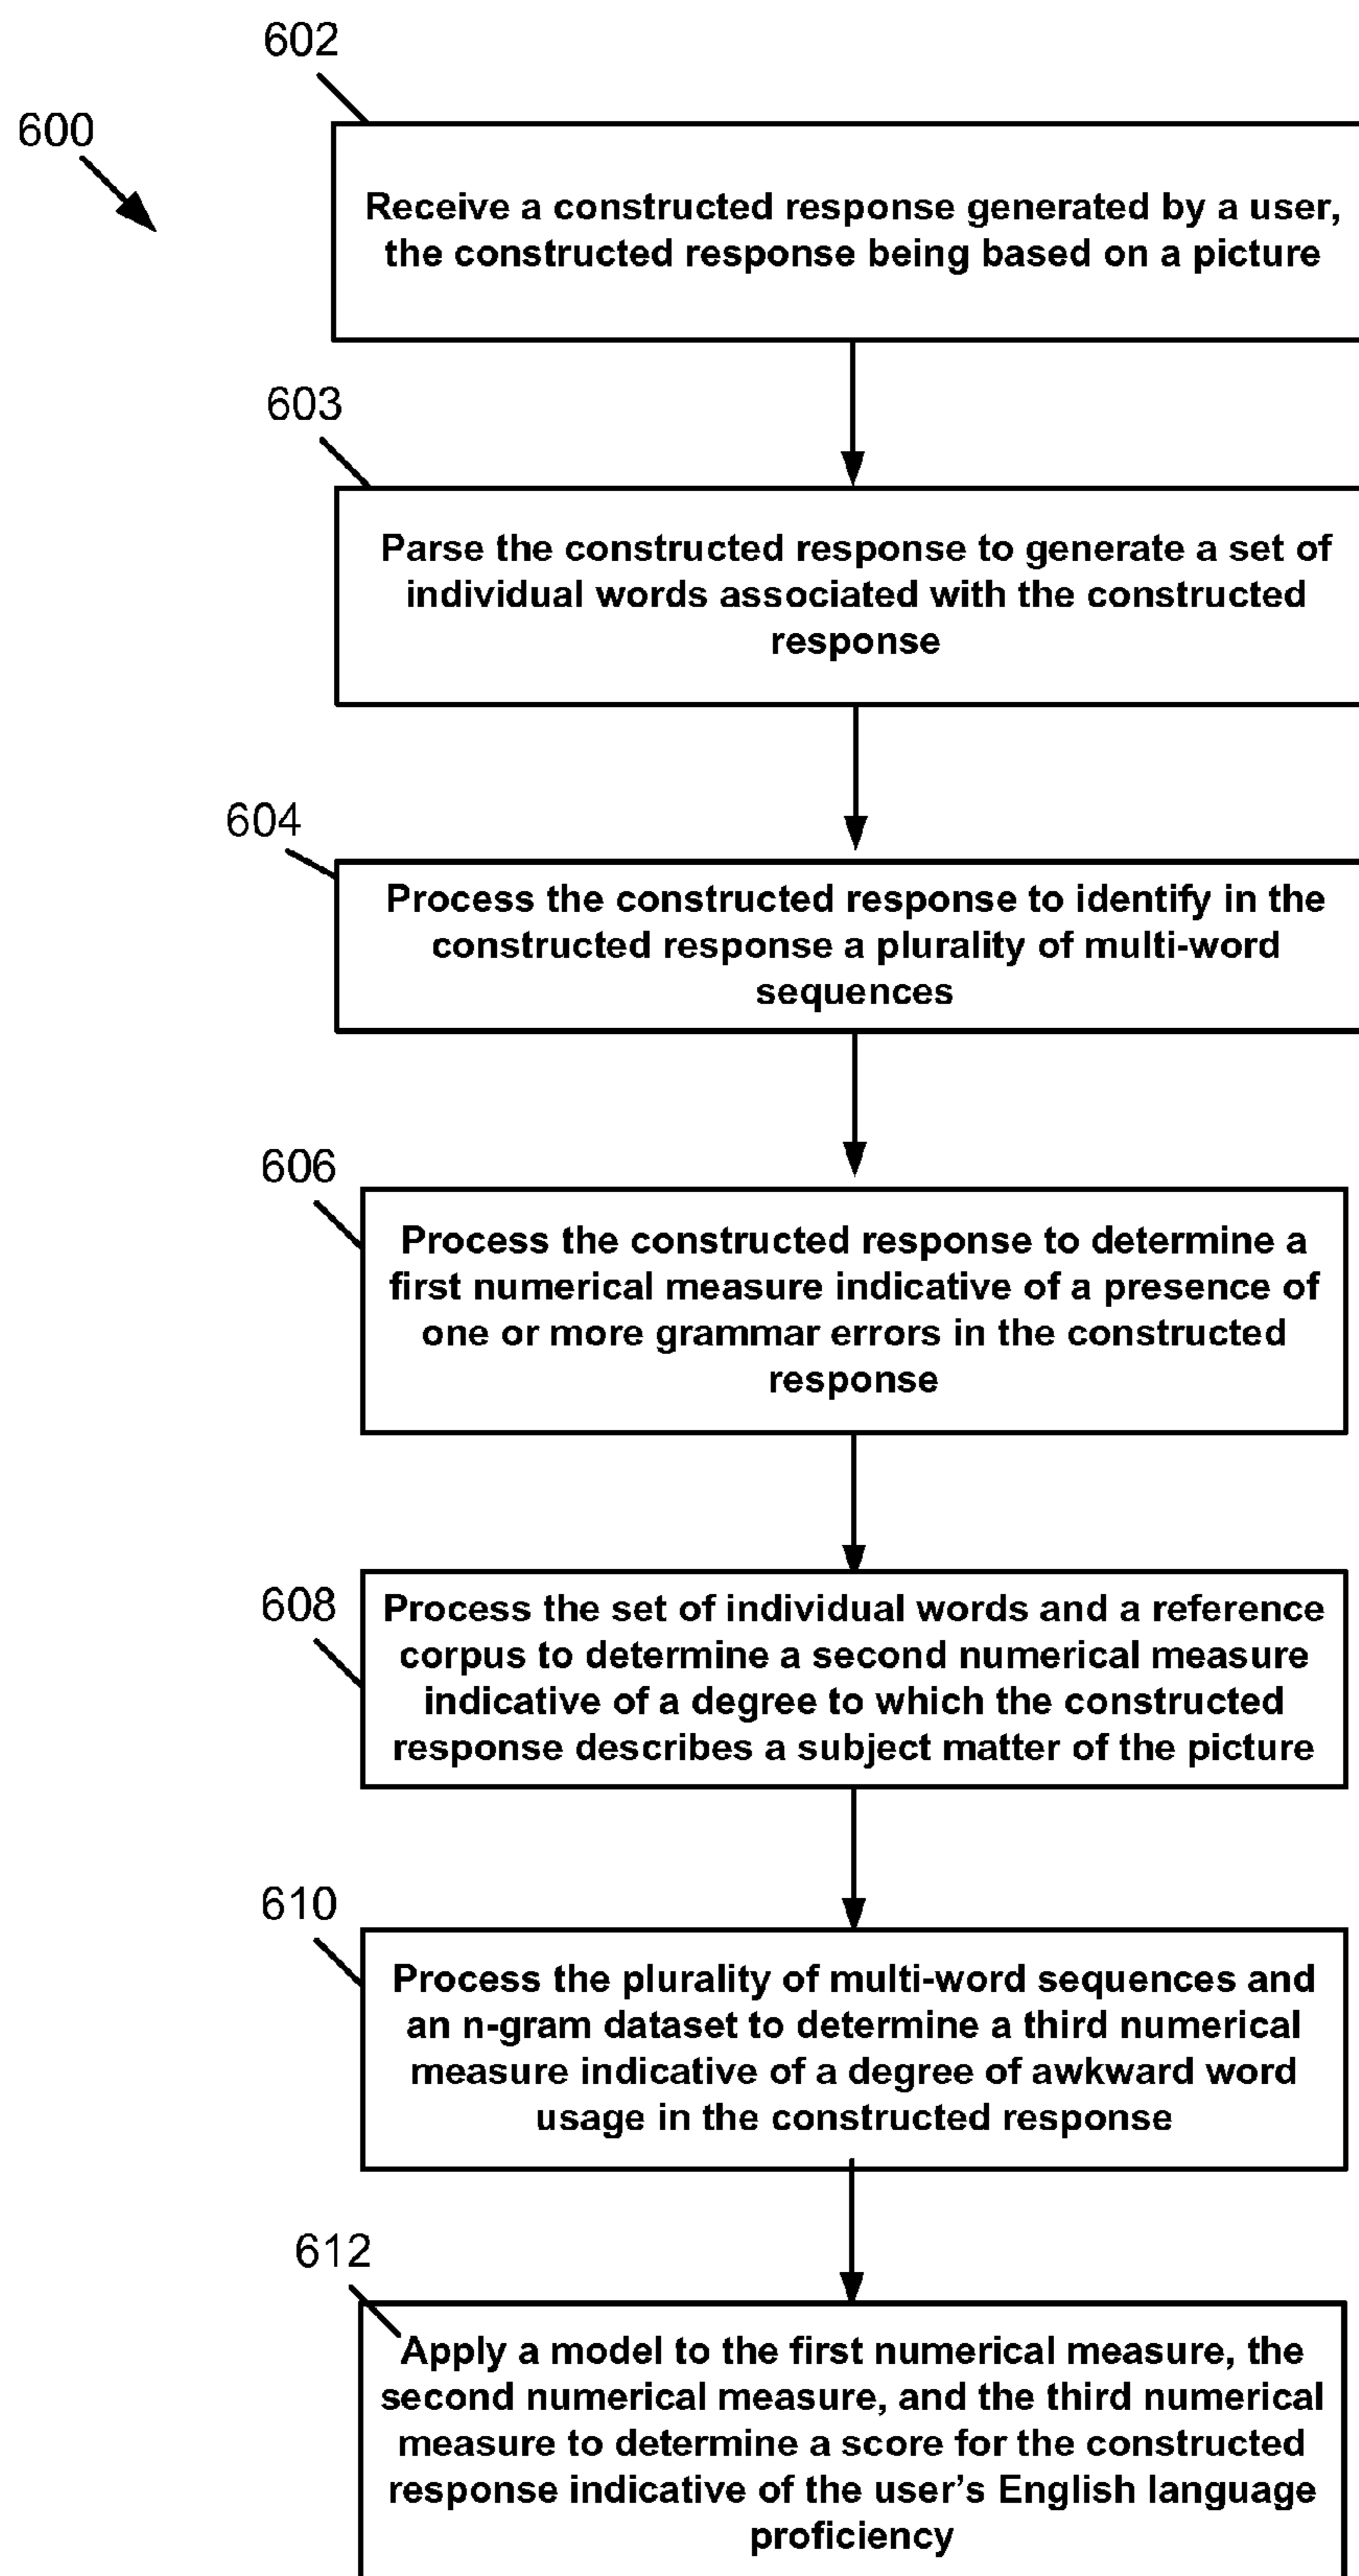 602
600
Receive a constructed response generated by a user,
the constructed response being based on a picture
603
Parse the constructed response to generate a set of
individual words associated with the constructed
response
604
Process the constructed response to identify in the
constructed response a plurality of multi-word
sequences
606
Process the constructed response to determine a
first numerical measure indicative of a presence of
one or more grammar errors in the constructed
response
608
Process the set of individual words and a reference
corpus to determine a second numerical measure
indicative of a degree to which the constructed
response describes a subject matter of the picture
610
Process the plurality of multi-word sequences and
an n-gram dataset to determine a third numerical
measure indicative of a degree of awkward word
usage in the constructed response
612
Apply a model to the first numerical measure, the
second numerical measure, and the third numerical
measure to determine a score for the constructed
response indicative of the user's English language
proficiency